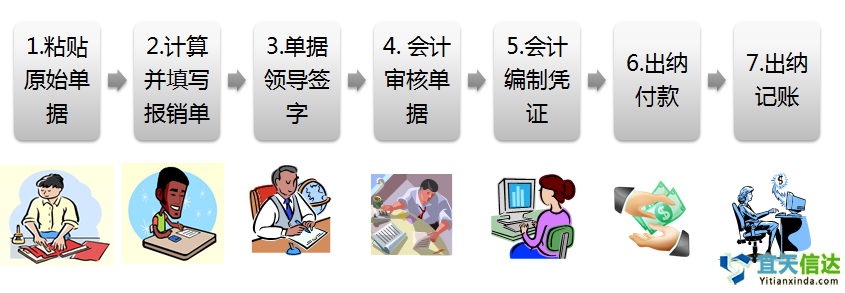 1.粘贴
原始单
据
2.计算
并填写
报销单
3.单据
领导签
字
4. 会计
审核单
据
5.会计
编制凭
证
6.出纳
付款
7.出纳
记账
宜天信达
Yitianxinda.com